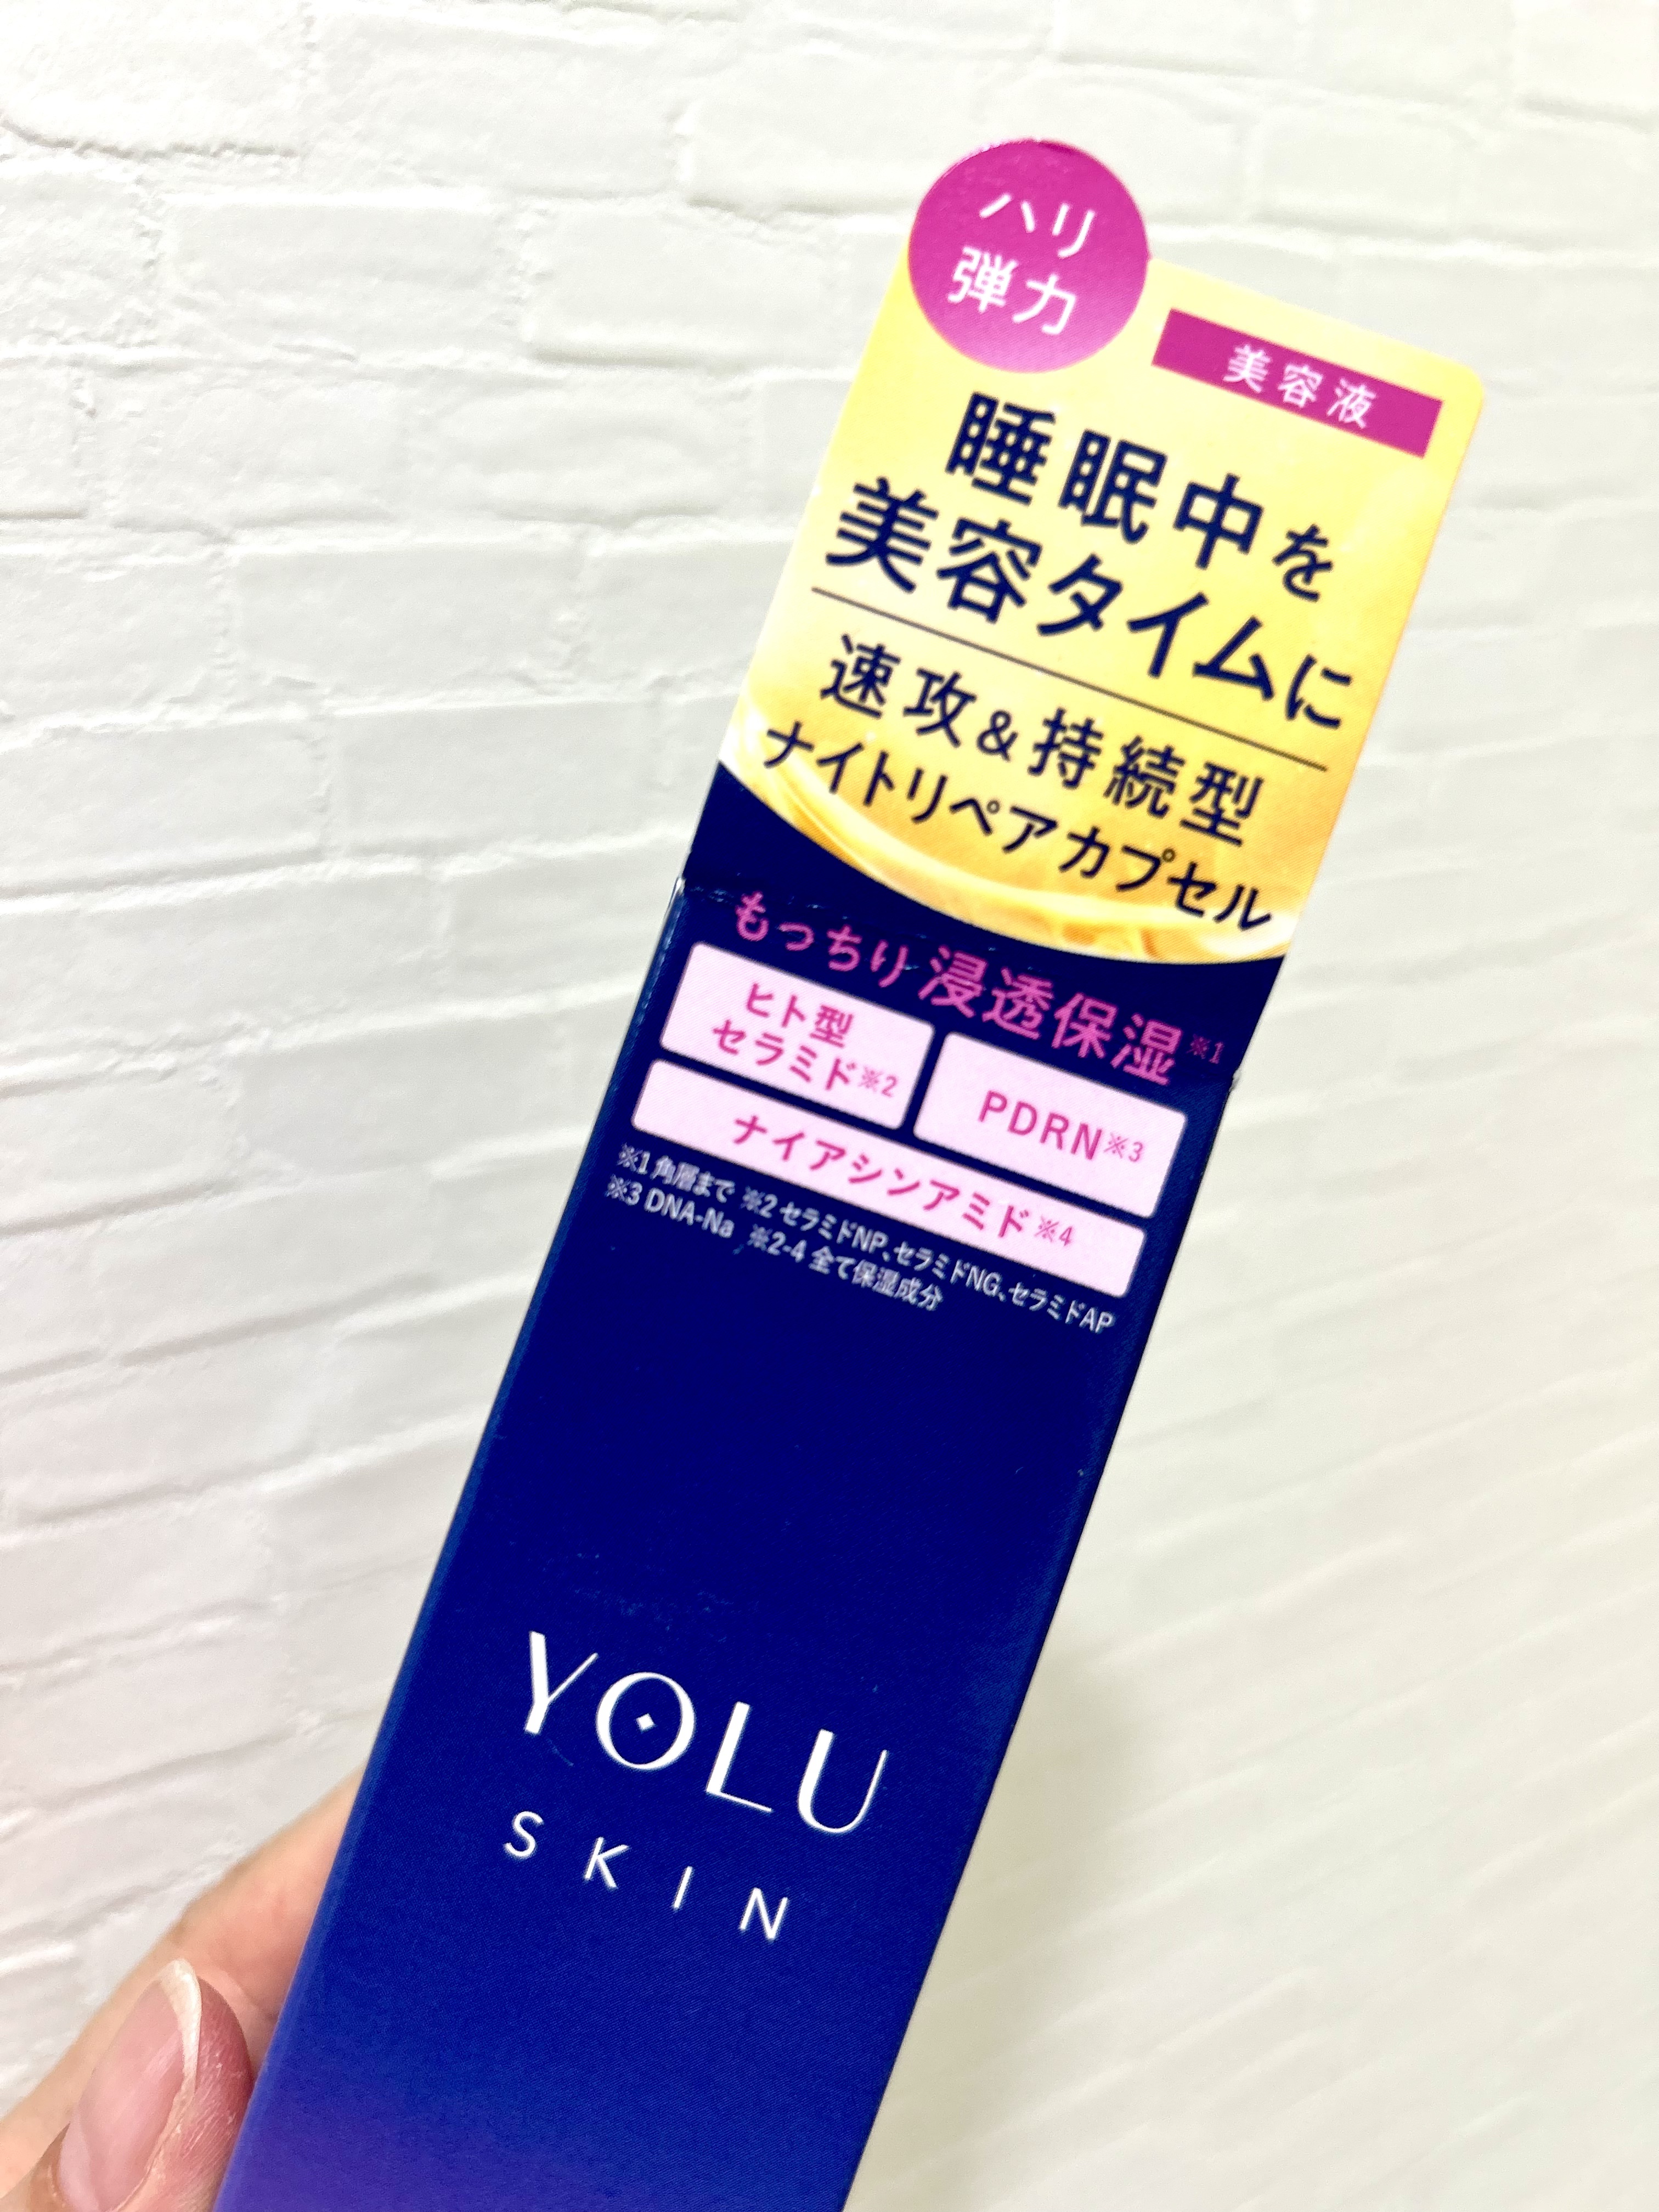 ハリ
弾力
美容液
睡眠中を
美容タイムに
速攻&持続型
ナイトリペアカプセル
もっちり浸透保湿※1
ヒト型
セラミド※2
PDRN※3
ナイアシンアミド※4
※1 角層まで ※2 セラミドNP、セラミドNG、セラミドAP
※3 DNA-Na ※2-4 全て保湿成分
YOLU
SKIN